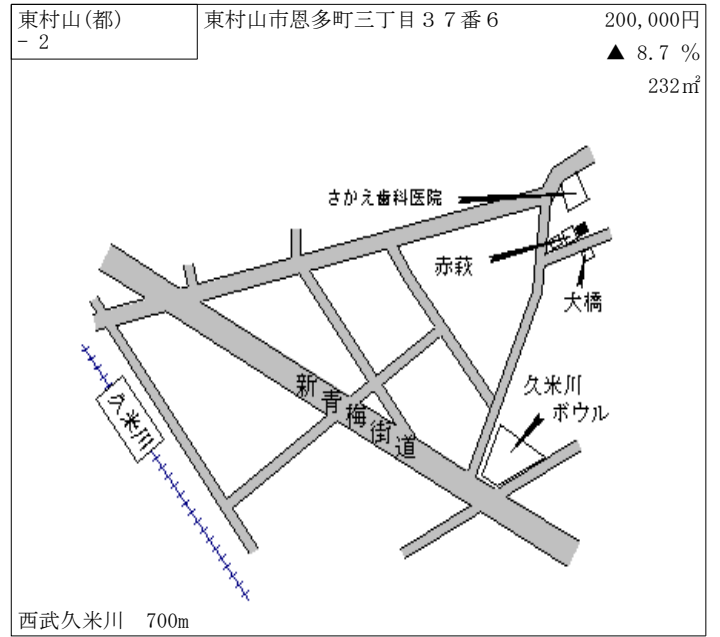 東村山(都)
- 2
東村山市恩多町三丁目３７番６
200,000円
▲ 8.7 %
232㎡
さかえ歯科医院
赤萩
大橋
久米川
ボウル
新青梅街道
久米川
西武久米川 700m